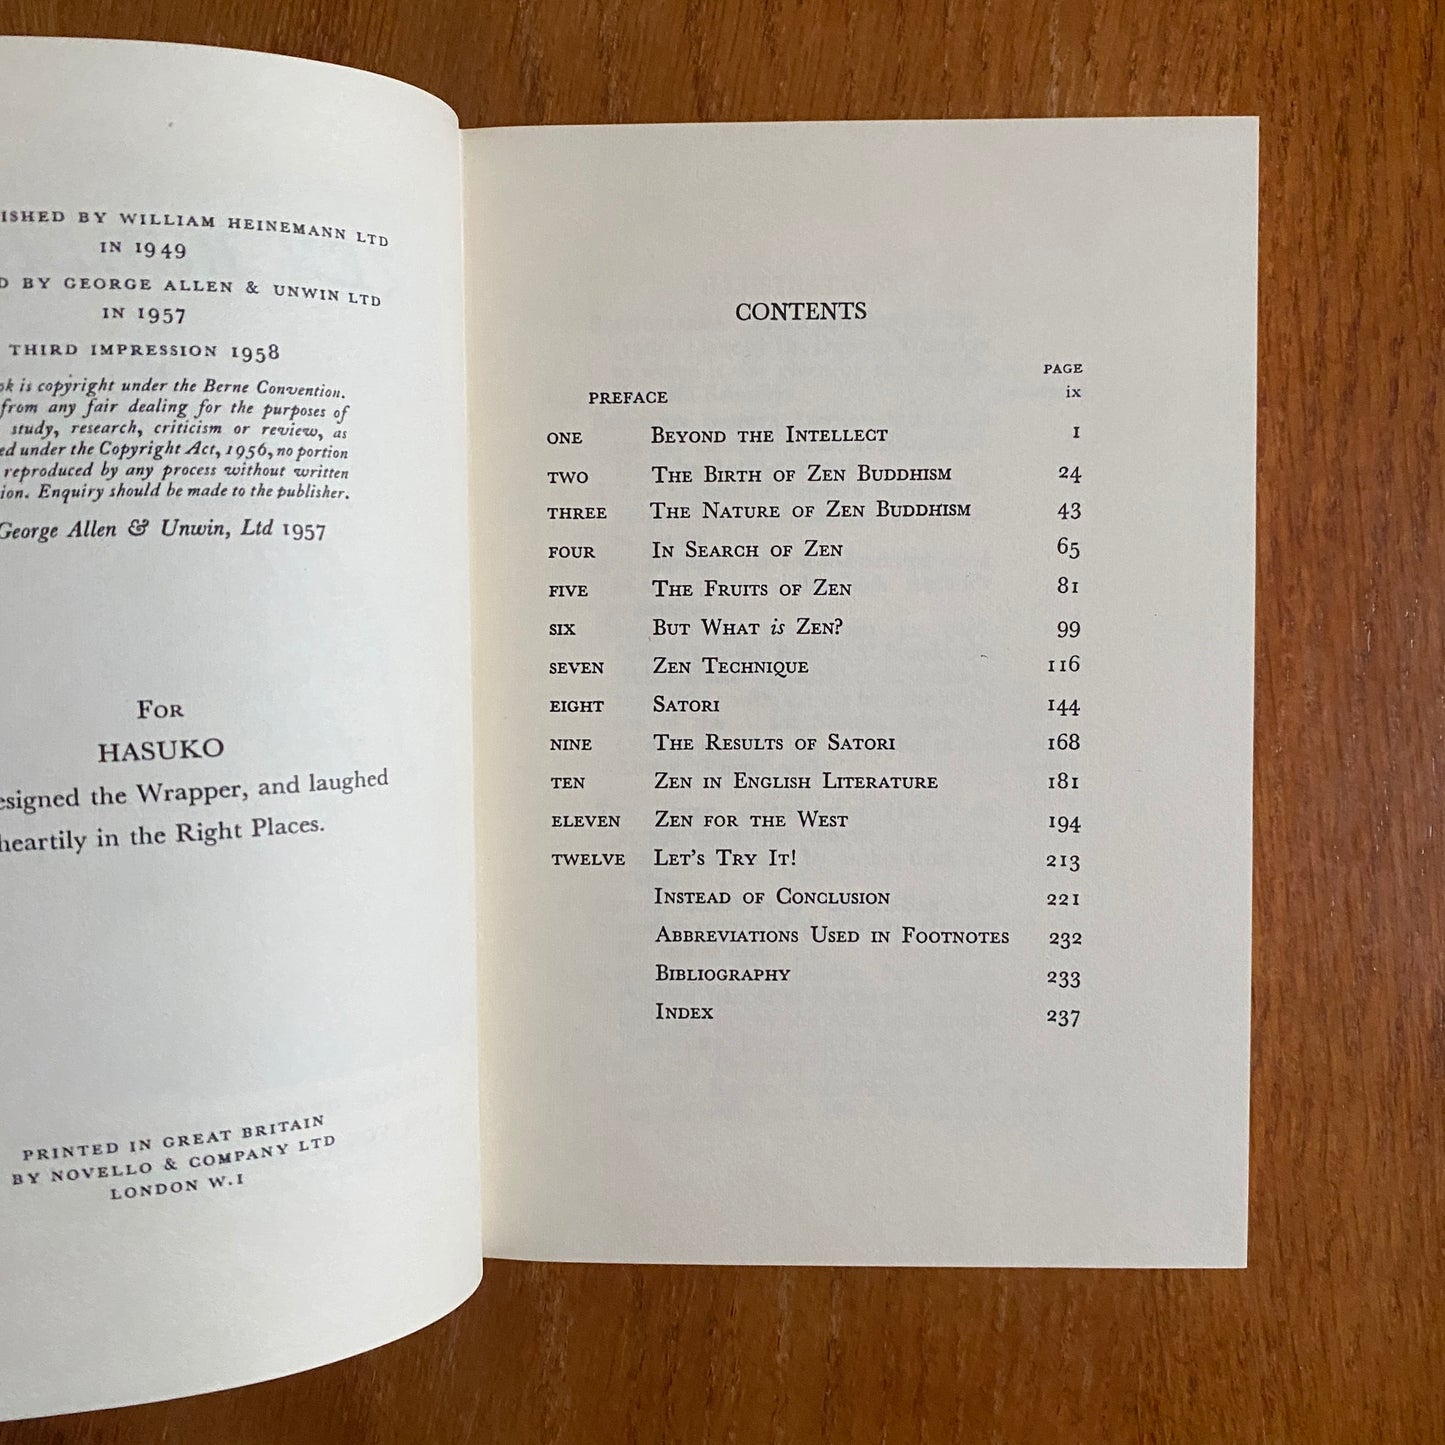 BY WILLIAM HEINEMANN LTD
IN 1949
BY GEORGE ALLEN & UNWIN LTD
IN 1957
THIRD IMPRESSION 1958
is copyright under the Berne Convention.
from any fair dealing for the purposes of
study, research, criticism or review, as
under the Copyright Act, 1956, no portion
reproduced by any process without written
Enquiry should be made to the publisher.
George Allen & Unwin, Ltd 1957
For
HASUKO
the Wrapper, and laughed
heartily in the Right Places.
PRINTED IN GREAT BRITAIN
BY NOVELLO & COMPANY LTD
LONDON W.1
CONTENTS
PAGE
PREFACE ix
ONE Beyond the Intellect 1
TWO The Birth of Zen Buddhism 24
THREE The Nature of Zen Buddhism 43
FOUR In Search of Zen 65
FIVE The Fruits of Zen 81
SIX But What is Zen? 99
SEVEN Zen Technique 116
EIGHT Satori 144
NINE The Results of Satori 168
TEN Zen in English Literature 181
ELEVEN Zen for the West 194
TWELVE Let's Try It! 213
Instead of Conclusion 221
Abbreviations Used in Footnotes 232
Bibliography 233
Index 237